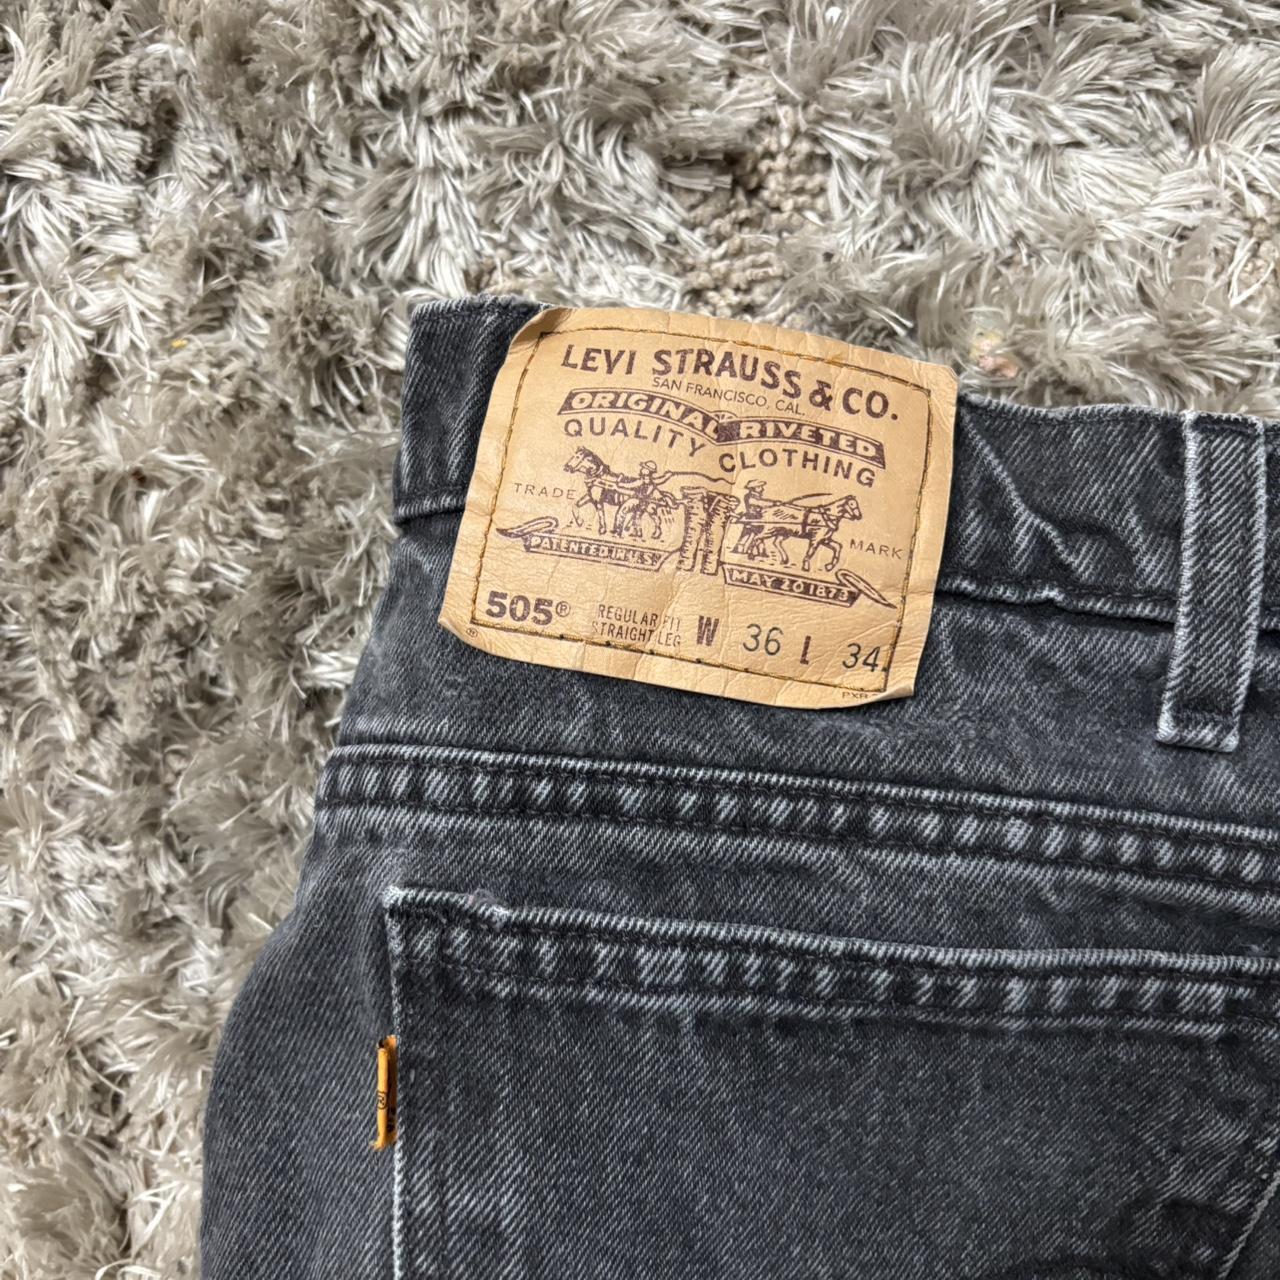 LEVI STRAUSS & CO.
SAN FRANCISCO, CAL.
ORIGINAL RIVETED
QUALITY CLOTHING
TRADE MARK
PATENTED IN U.S.
MAY 20 1873
505® REGULAR FIT
STRAIGHT LEG
W 36 L 34
®
®